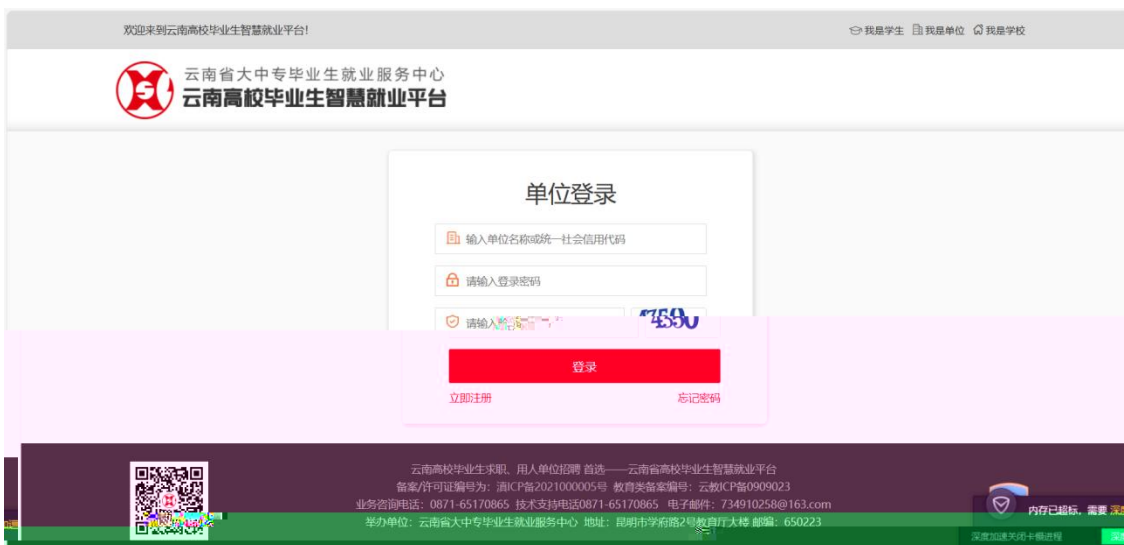 欢迎来到云南高校毕业生智慧就业平台!
我是学生 我是单位 我是学校
云南省大中专毕业生就业服务中心
云南高校毕业生智慧就业平台
单位登录
输入单位名称或统一社会信用代码
请输入登录密码
请输入
4590
登录
立即注册 忘记密码
云南高校毕业生求职、用人单位招聘 首选——云南省高校毕业生智慧就业平台
备案/许可证编号为：滇ICP备2021000005号 教育类备案编号：云教ICP备0909023
业务咨询电话：0871-65170865 技术支持电话0871-65170865 电子邮件：734910258@163.com
举办单位：云南省大中专毕业生就业服务中心 地址：昆明市学府路2号教育厅大楼 邮编：650223
内存已超标，需要
深度加速关闭卡慢进程